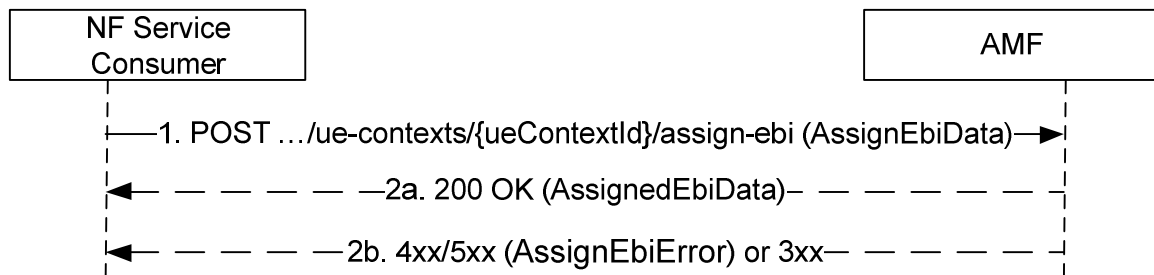 NF Service
Consumer
AMF
1. POST …/ue-contexts/{ueContextId}/assign-ebi (AssignEbiData)
2a. 200 OK (AssignedEbiData)
2b. 4xx/5xx (AssignEbiError) or 3xx